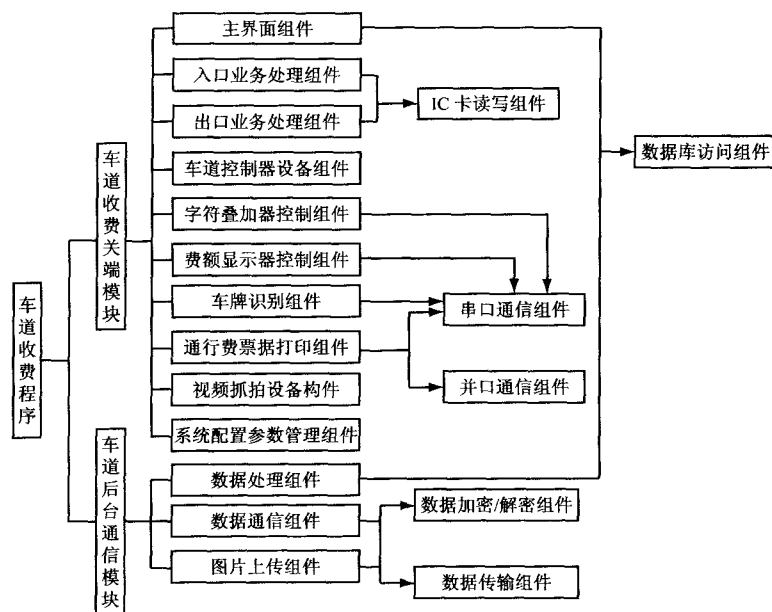 主界面组件
入口业务处理组件
IC卡读写组件
出口业务处理组件
数据库访问组件
车道控制器设备组件
车道收费关端模块
字符叠加器控制组件
费额显示器控制组件
车牌识别组件
串口通信组件
车道收费程序
通行费票据打印组件
并口通信组件
视频抓拍设备构件
系统配置参数管理组件
车道后台通信模块
数据处理组件
数据加密/解密组件
数据通信组件
图片上传组件
数据传输组件